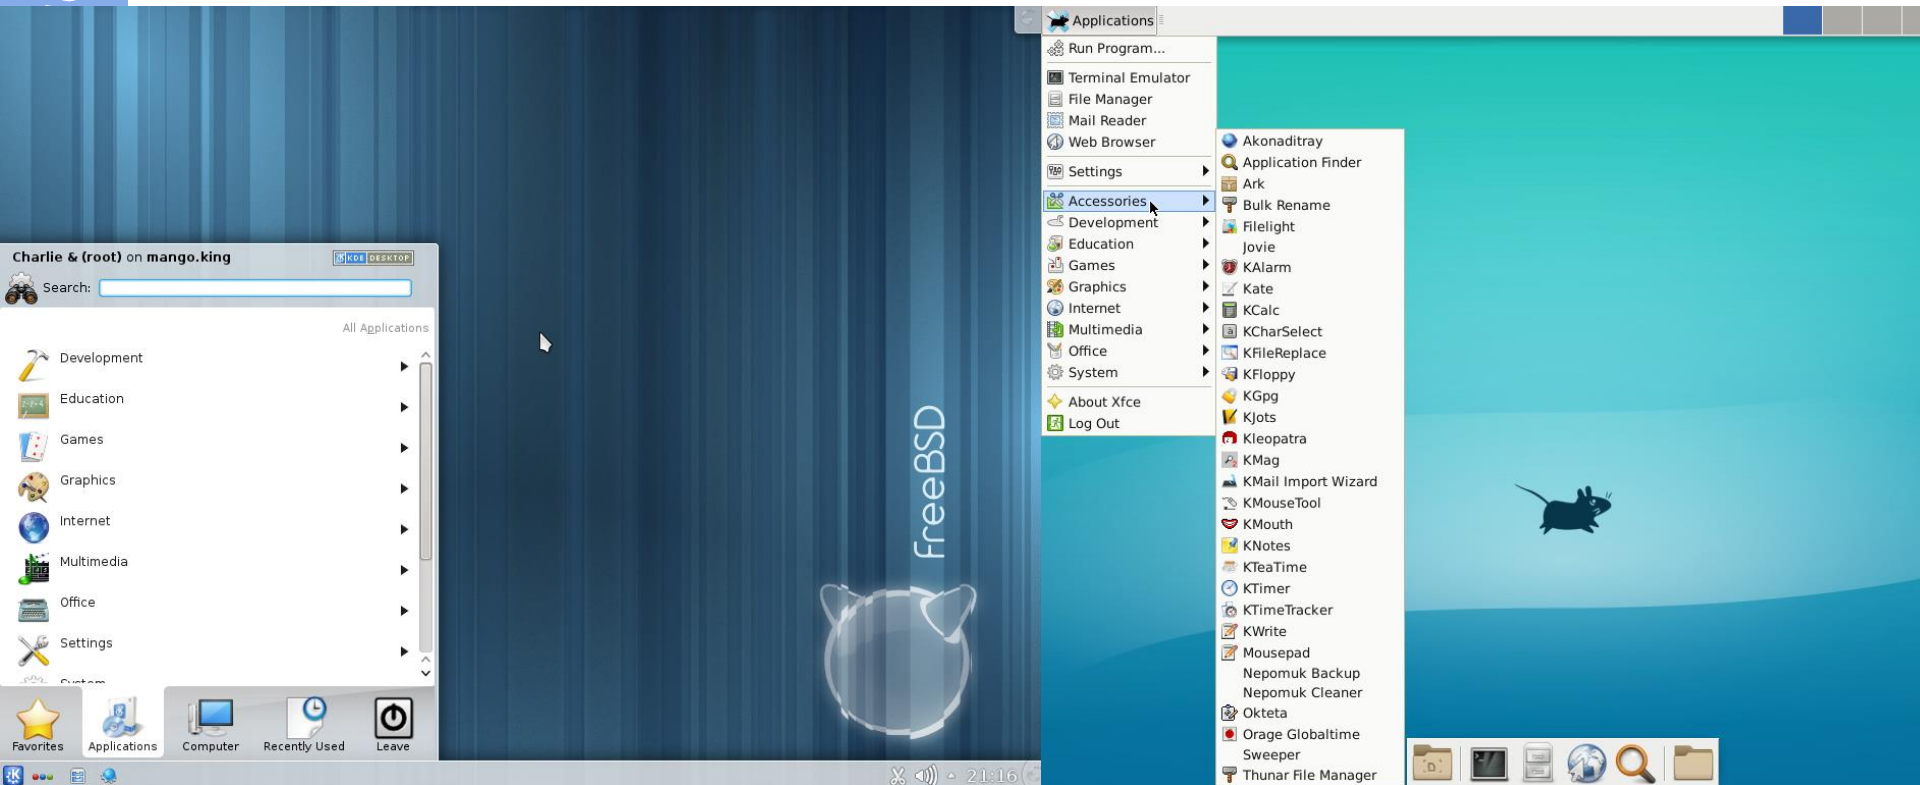 Charlie & (root) on mango.king
KDE DESKTOP
Search:
All Applications
Development
Education
Games
Graphics
Internet
Multimedia
Office
Settings
System
Favorites
Applications
Computer
Recently Used
Leave
freeBSD
21:16
Applications
Run Program...
Terminal Emulator
File Manager
Mail Reader
Web Browser
Settings
Accessories
Development
Education
Games
Graphics
Internet
Multimedia
Office
System
About Xfce
Log Out
Akonaditray
Application Finder
Ark
Bulk Rename
Filelight
Jovie
KAlarm
Kate
KCalc
KCharSelect
KFileReplace
KFloppy
KGpg
KJots
Kleopatra
KMag
KMail Import Wizard
KMouseTool
KMouth
KNotes
KTeaTime
KTimer
KTimeTracker
KWrite
Mousepad
Nepomuk Backup
Nepomuk Cleaner
Okteta
Orage Globaltime
Sweeper
Thunar File Manager